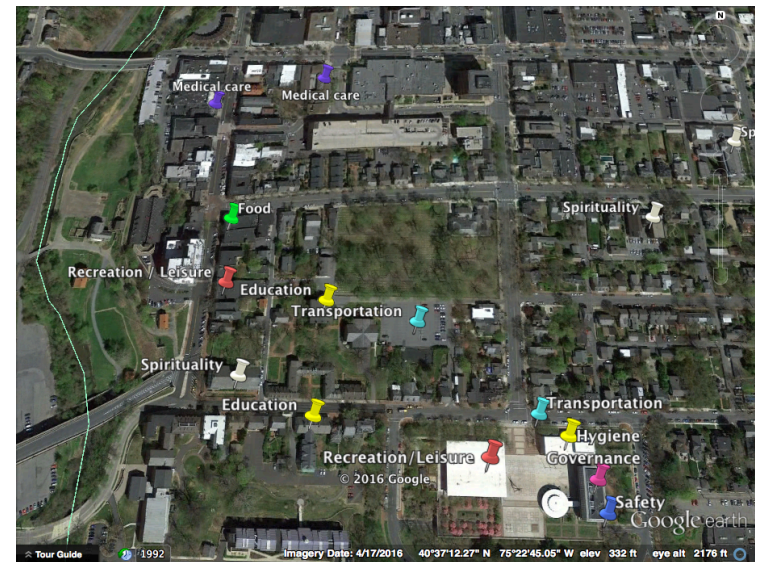 N
Medical care
Medical care
Sp
Food
Spirituality
Recreation / Leisure
Education
Transportation
Spirituality
Education
Transportation
Hygiene
Recreation/Leisure
Governance
© 2016 Google
Safety
Google earth
Tour Guide
1992
Imagery Date: 4/17/2016 40°37'12.27" N 75°22'45.05" W elev 332 ft eye alt 2176 ft